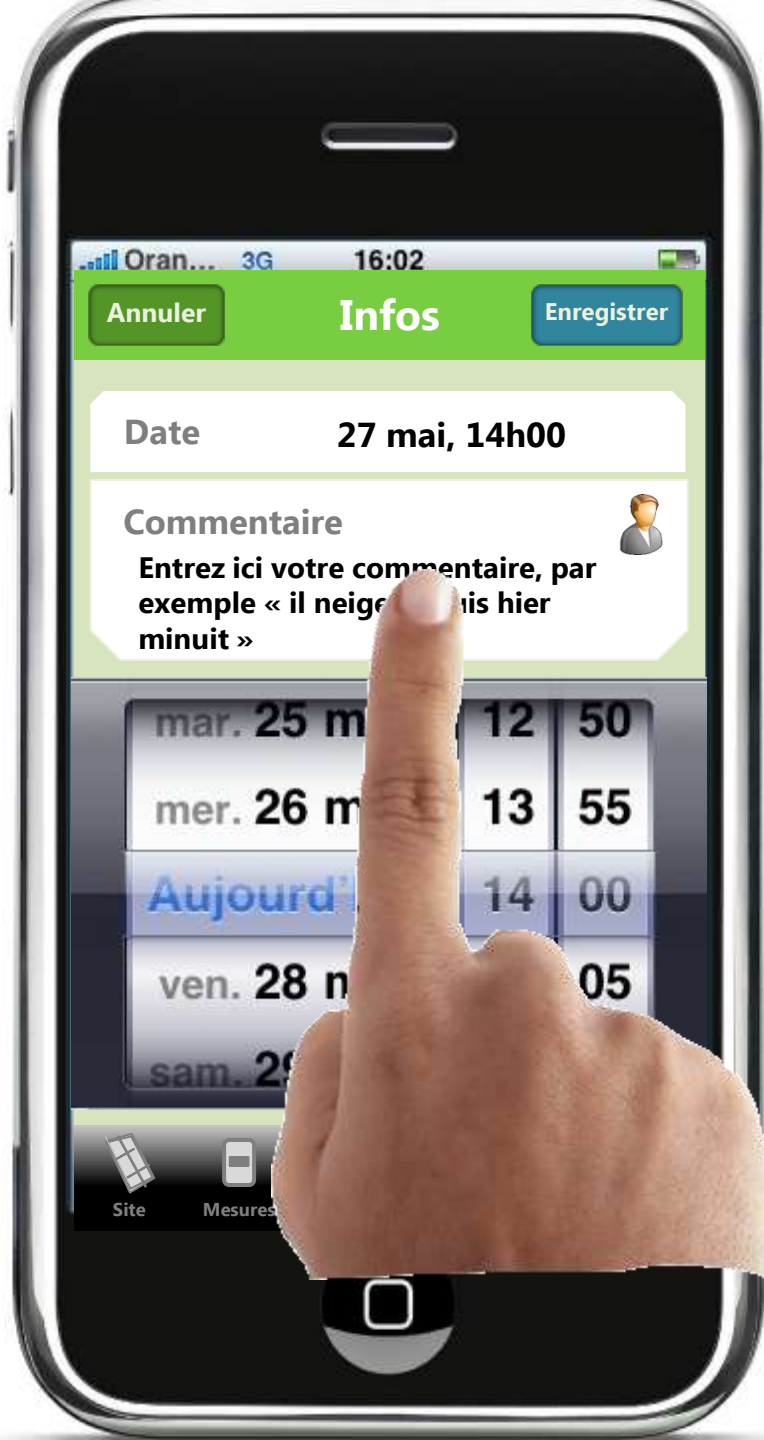 Oran... 3G 16:02
Annuler Infos Enregistrer
Date 27 mai, 14h00
Commentaire
Entrez ici votre commentaire, par
exemple « il neige is hier
minuit »
mar. 25 m 12 50
mer. 26 m 13 55
Aujourd' 14 00
ven. 28 05
sam.
Site Mesures